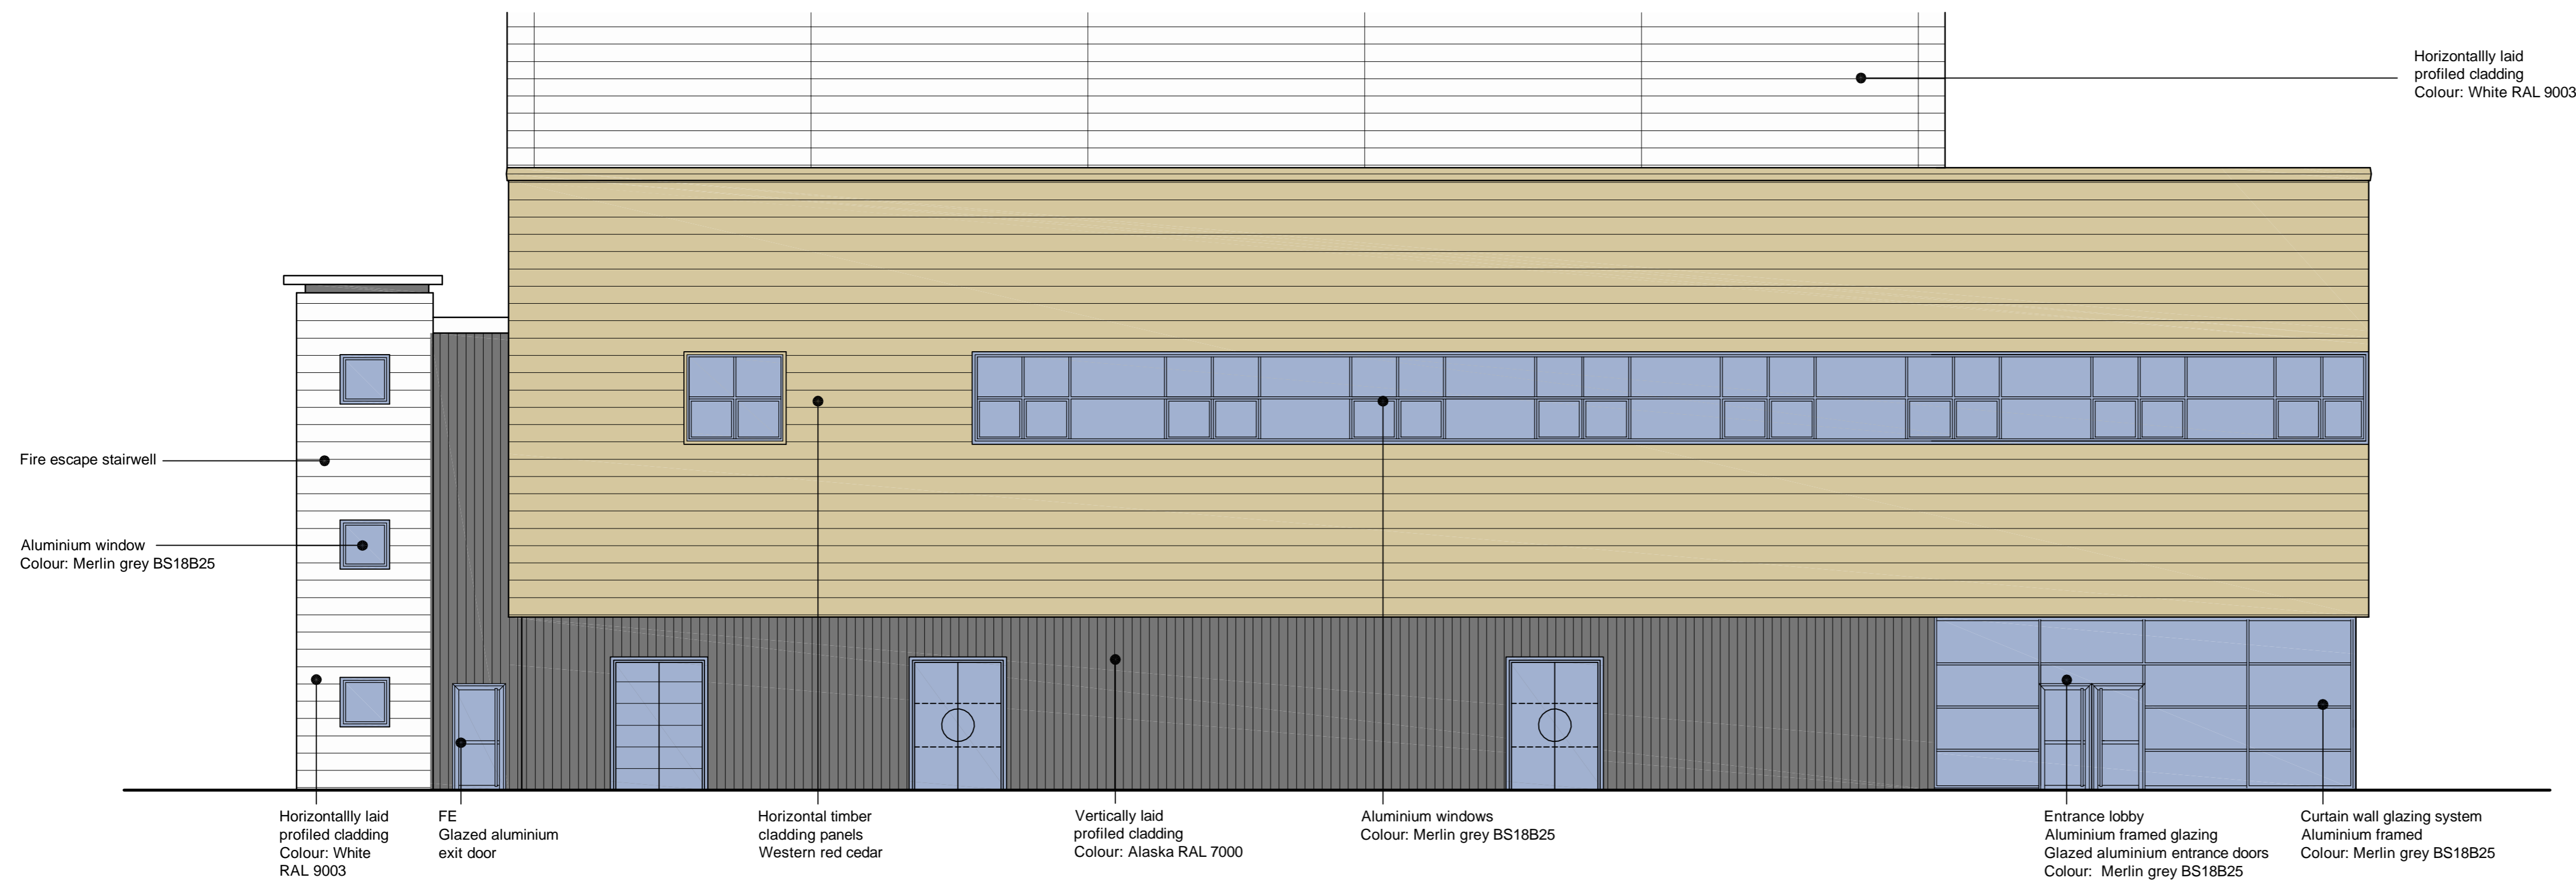 Horizontallly laid
profiled cladding
Colour: White RAL 9003
Fire escape stairwell
Aluminium window
Colour: Merlin grey BS18B25
Horizontallly laid
profiled cladding
Colour: White
RAL 9003
FE
Glazed aluminium
exit door
Horizontal timber
cladding panels
Western red cedar
Vertically laid
profiled cladding
Colour: Alaska RAL 7000
Aluminium windows
Colour: Merlin grey BS18B25
Entrance lobby
Aluminium framed glazing
Glazed aluminium entrance doors
Colour:  Merlin grey BS18B25
Curtain wall glazing system
Aluminium framed
Colour: Merlin grey BS18B25